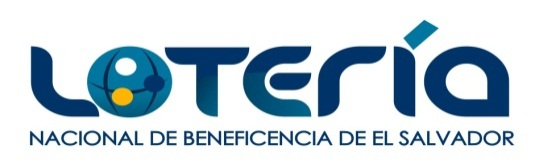 LOTERÍA
NACIONAL DE BENEFICENCIA DE EL SALVADOR